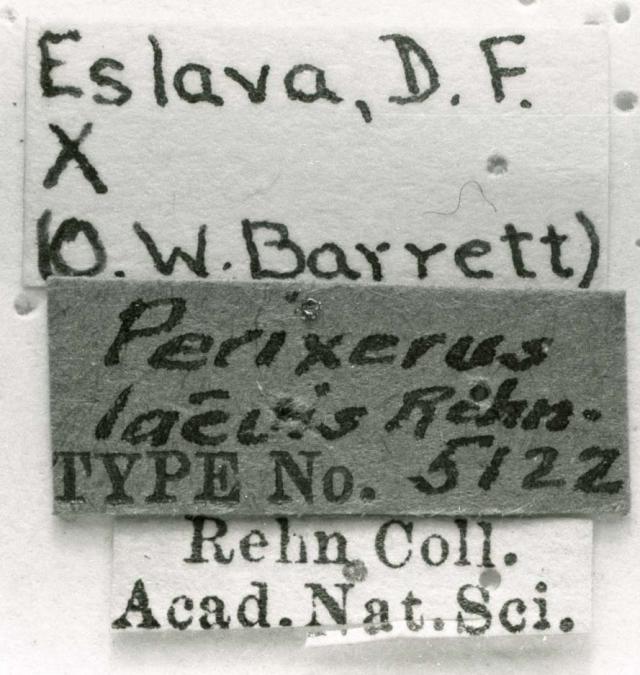 Eslava, D. F.
X
(O. W. Barrett)
Perixerus
laevis Rehn.
TYPE No. 5122
Rehn Coll.
Acad. Nat. Sci.